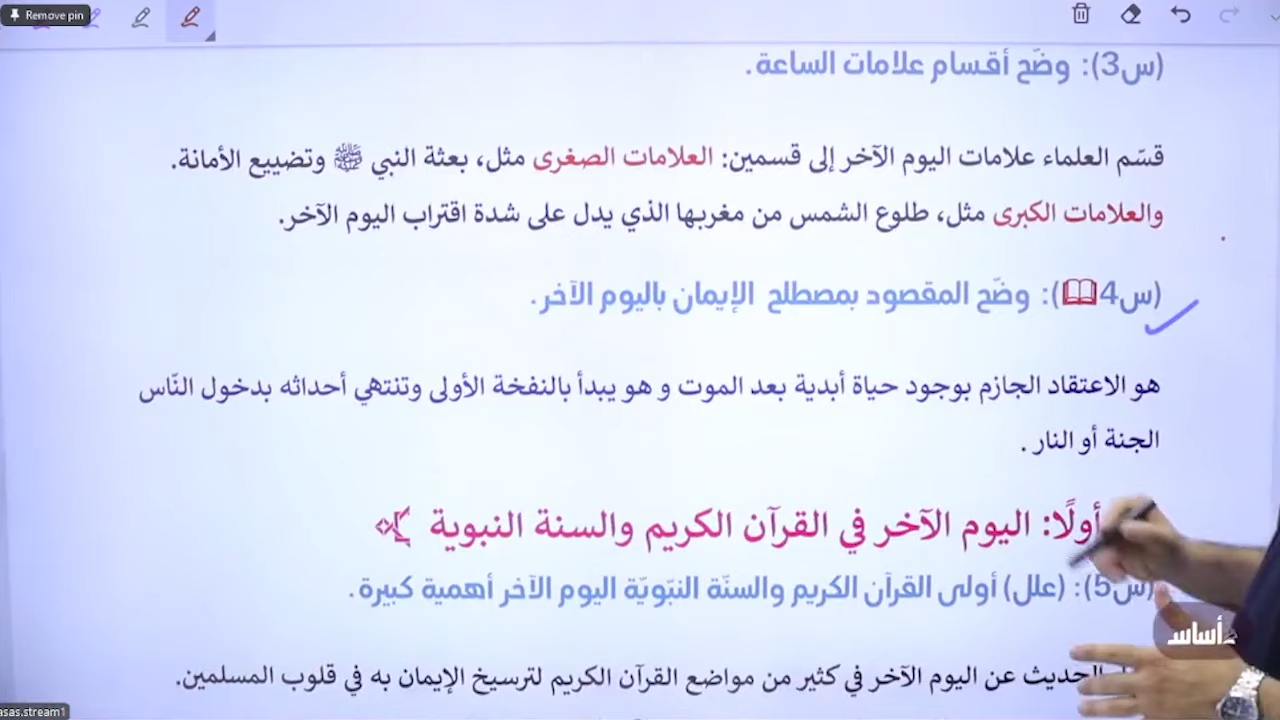 Remove pin
(س3): وضّح أقسام علامات الساعة.
قسّم العلماء علامات اليوم الآخر إلى قسمين: العلامات الصغرى مثل، بعثة النبي ﷺ وتضييع الأمانة.
والعلامات الكبرى مثل، طلوع الشمس من مغربها الذي يدل على شدة اقتراب اليوم الآخر.
(س4): وضّح المقصود بمصطلح الإيمان باليوم الآخر.
هو الاعتقاد الجازم بوجود حياة أبدية بعد الموت و هو يبدأ بالنفخة الأولى وتنتهي أحداثه بدخول النّاس
الجنة أو النار .
أولًا: اليوم الآخر في القرآن الكريم والسنة النبوية
(س5): (علل) أولى القرآن الكريم والسنّة النبّويّة اليوم الآخر أهمية كبيرة.
الحديث عن اليوم الآخر في كثير من مواضع القرآن الكريم لترسيخ الإيمان به في قلوب المسلمين.
أساس
asas.stream1